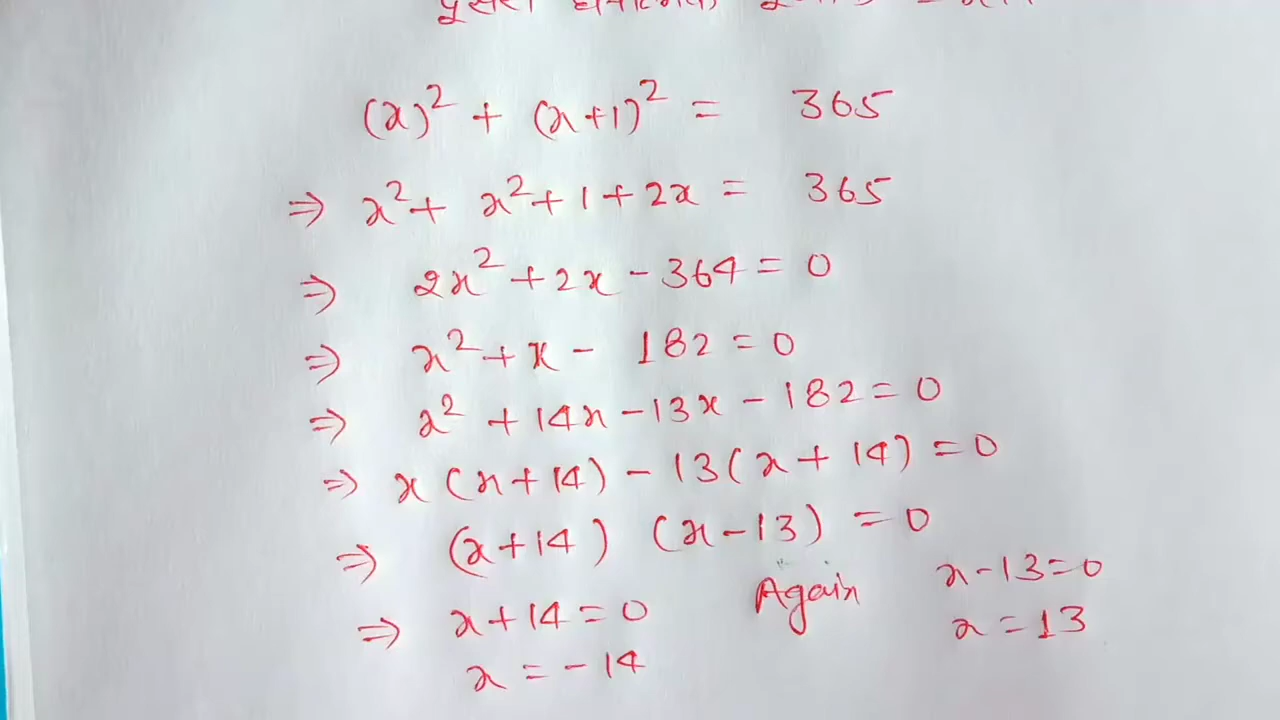 (x)² + (x+1)² = 365
⇒ x² + x² + 1 + 2x = 365
⇒ 2x² + 2x - 364 = 0
⇒ x² + x - 182 = 0
⇒ x² + 14x - 13x - 182 = 0
⇒ x(x+14) - 13(x+14) = 0
⇒ (x+14) (x-13) = 0
⇒ x+14 = 0 Again x-13=0
x = -14 x = 13